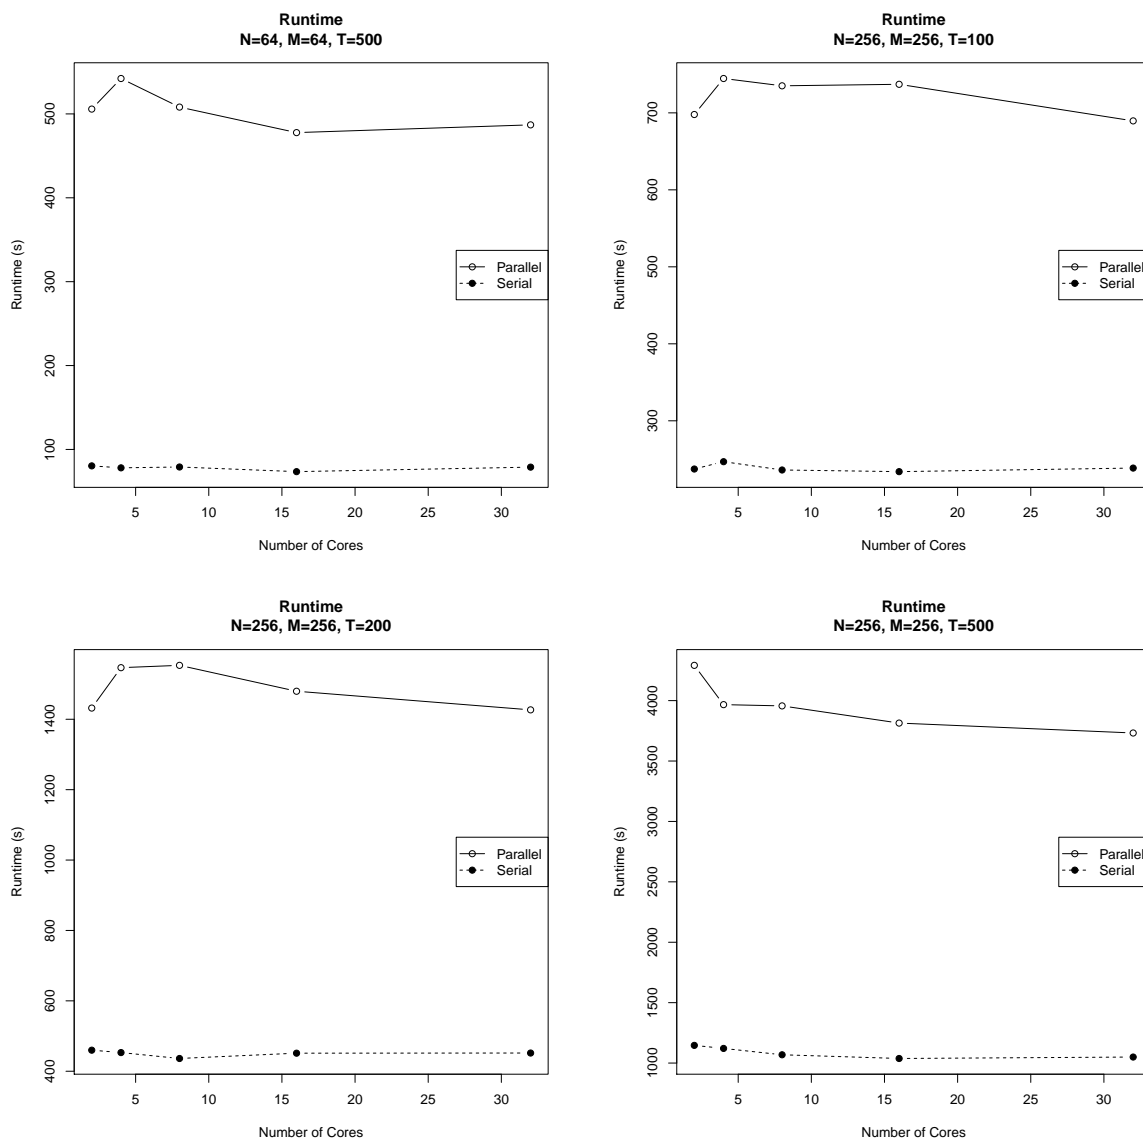 Runtime
N=64, M=64, T=500
Runtime (s)
500
400
300
200
100
Parallel
Serial
5 10 15 20 25 30
Number of Cores
Runtime
N=256, M=256, T=100
Runtime (s)
700
600
500
400
300
Parallel
Serial
5 10 15 20 25 30
Number of Cores
Runtime
N=256, M=256, T=200
Runtime (s)
1400
1200
1000
800
600
400
Parallel
Serial
5 10 15 20 25 30
Number of Cores
Runtime
N=256, M=256, T=500
Runtime (s)
4000
3500
3000
2500
2000
1500
1000
Parallel
Serial
5 10 15 20 25 30
Number of Cores